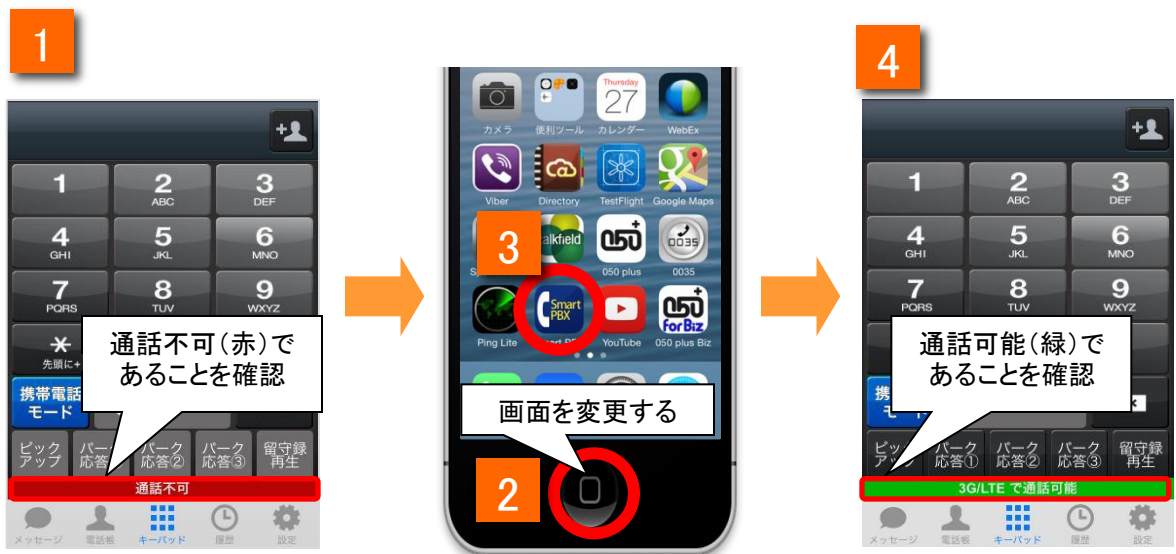 1
1
2
ABC
3
DEF
4
GHI
5
JKL
6
MNO
7
PQRS
8
TUV
9
WXYZ
先頭に+
通話不可(赤)で
あることを確認
携帯電話
モード
ピック
アップ
パーク
応答
パーク
応答②
パーク
応答③
留守録
再生
通話不可
メッセージ
電話帳
キーパッド
履歴
設定
Thursday
27
カメラ
便利ツール
カレンダー
WebEx
Viber
Directory
TestFlight
Google Maps
3
alkfield
050
0035
050 plus
0035
Smart
PBX
050
For Biz
Ping Lite
YouTube
050 plus Biz
画面を変更する
2
4
1
2
ABC
3
DEF
4
GHI
5
JKL
6
MNO
7
PQRS
8
TUV
9
WXYZ
通話可能(緑)で
あることを確認
携
モ
ド
ピック
アップ
パーク
応答①
パーク
応答②
パーク
応答③
留守録
再生
3G/LTE で通話可能
メッセージ
電話帳
キーパッド
履歴
設定